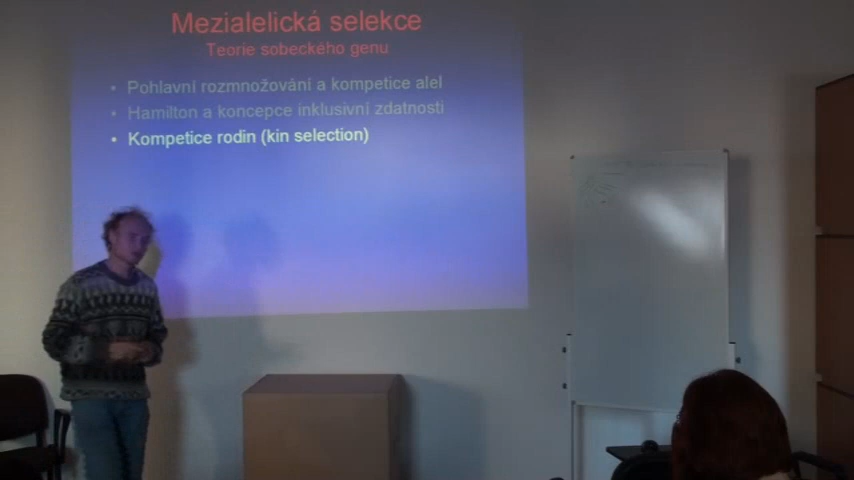 Mezialelická selekce
Teorie sobeckého genu
• Pohlavní rozmnožování a kompetice alel
• Hamilton a koncepce inklusivní zdatnosti
• Kompetice rodin (kin selection)